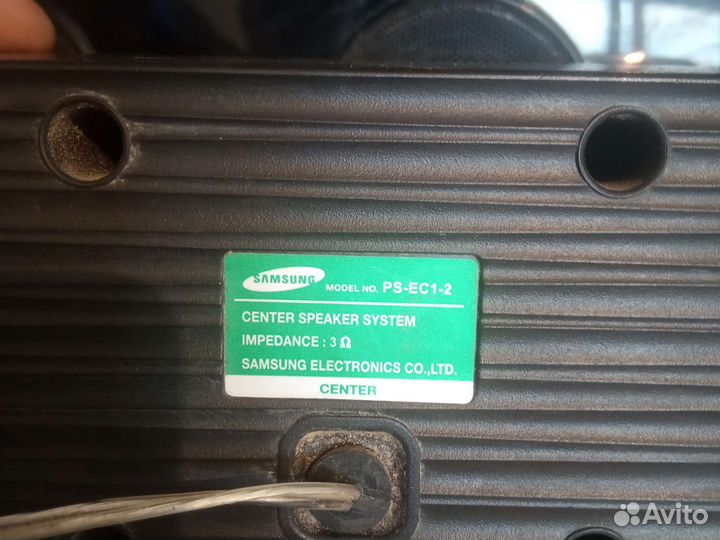 SAMSUNG MODEL NO. PS-EC1-2
CENTER SPEAKER SYSTEM
IMPEDANCE : 3 Ω
SAMSUNG ELECTRONICS CO.,LTD.
CENTER
Avito